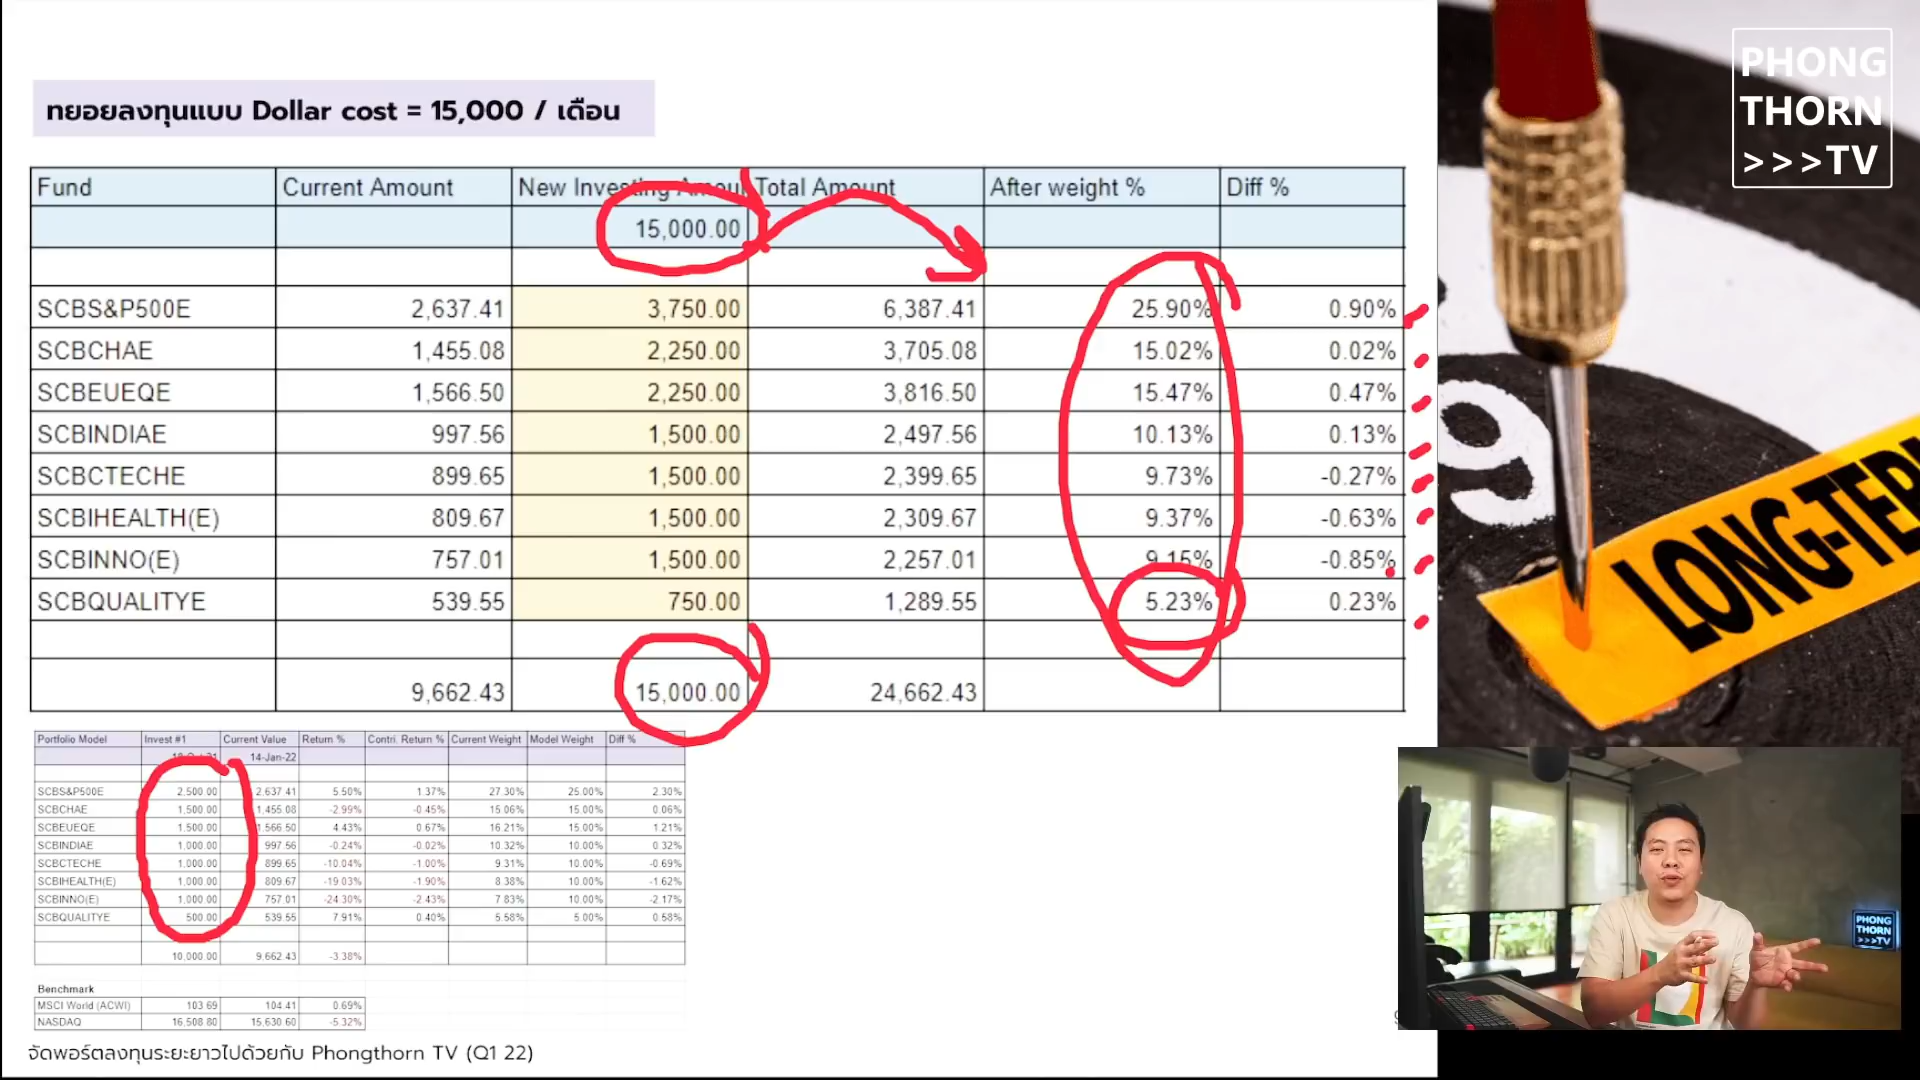 ทยอยลงทุนแบบ Dollar cost = 15,000 / เดือน
Fund Current Amount New Investing Amou Total Amount After weight % Diff %
15,000.00
SCBS&P500E 2,637.41 3,750.00 6,387.41 25.90% 0.90%
SCBCHAE 1,455.08 2,250.00 3,705.08 15.02% 0.02%
SCBEUEQE 1,566.50 2,250.00 3,816.50 15.47% 0.47%
SCBINDIAE 997.56 1,500.00 2,497.56 10.13% 0.13%
SCBCTECHE 899.65 1,500.00 2,399.65 9.73% -0.27%
SCBIHEALTH(E) 809.67 1,500.00 2,309.67 9.37% -0.63%
SCBINNO(E) 757.01 1,500.00 2,257.01 9.15% -0.85%
SCBQUALITYE 539.55 750.00 1,289.55 5.23% 0.23%
9,662.43 15,000.00 24,662.43
Portfolio Model Invest #1 Current Value Return % Contri. Return % Current Weight Model Weight Diff %
14-Jan-22
SCBS&P500E 2,500.00 2,637.41 5.50% 1.37% 27.30% 25.00% 2.30%
SCBCHAE 1,500.00 1,455.08 -2.99% -0.45% 15.06% 15.00% 0.06%
SCBEUEQE 1,500.00 1,566.50 4.43% 0.67% 16.21% 15.00% 1.21%
SCBINDIAE 1,000.00 997.56 -0.24% -0.02% 10.32% 10.00% 0.32%
SCBCTECHE 1,000.00 899.65 -10.04% -1.00% 9.31% 10.00% -0.69%
SCBIHEALTH(E) 1,000.00 809.67 -19.03% -1.90% 8.38% 10.00% -1.62%
SCBINNO(E) 1,000.00 757.01 -24.30% -2.43% 7.83% 10.00% -2.17%
SCBQUALITYE 500.00 539.55 7.91% 0.40% 5.58% 5.00% 0.58%
10,000.00 9,662.43 -3.38%
Benchmark
MSCI World (ACWI) 103.69 104.41 0.69%
NASDAQ 16,508.80 15,630.60 -5.32%
จัดพอร์ตลงทุนระยะยาวไปด้วยกับ Phongthorn TV (Q1 22)
PHONG
THORN
>>>TV
9
LONG-TER
PHONG
THORN
>>>TV